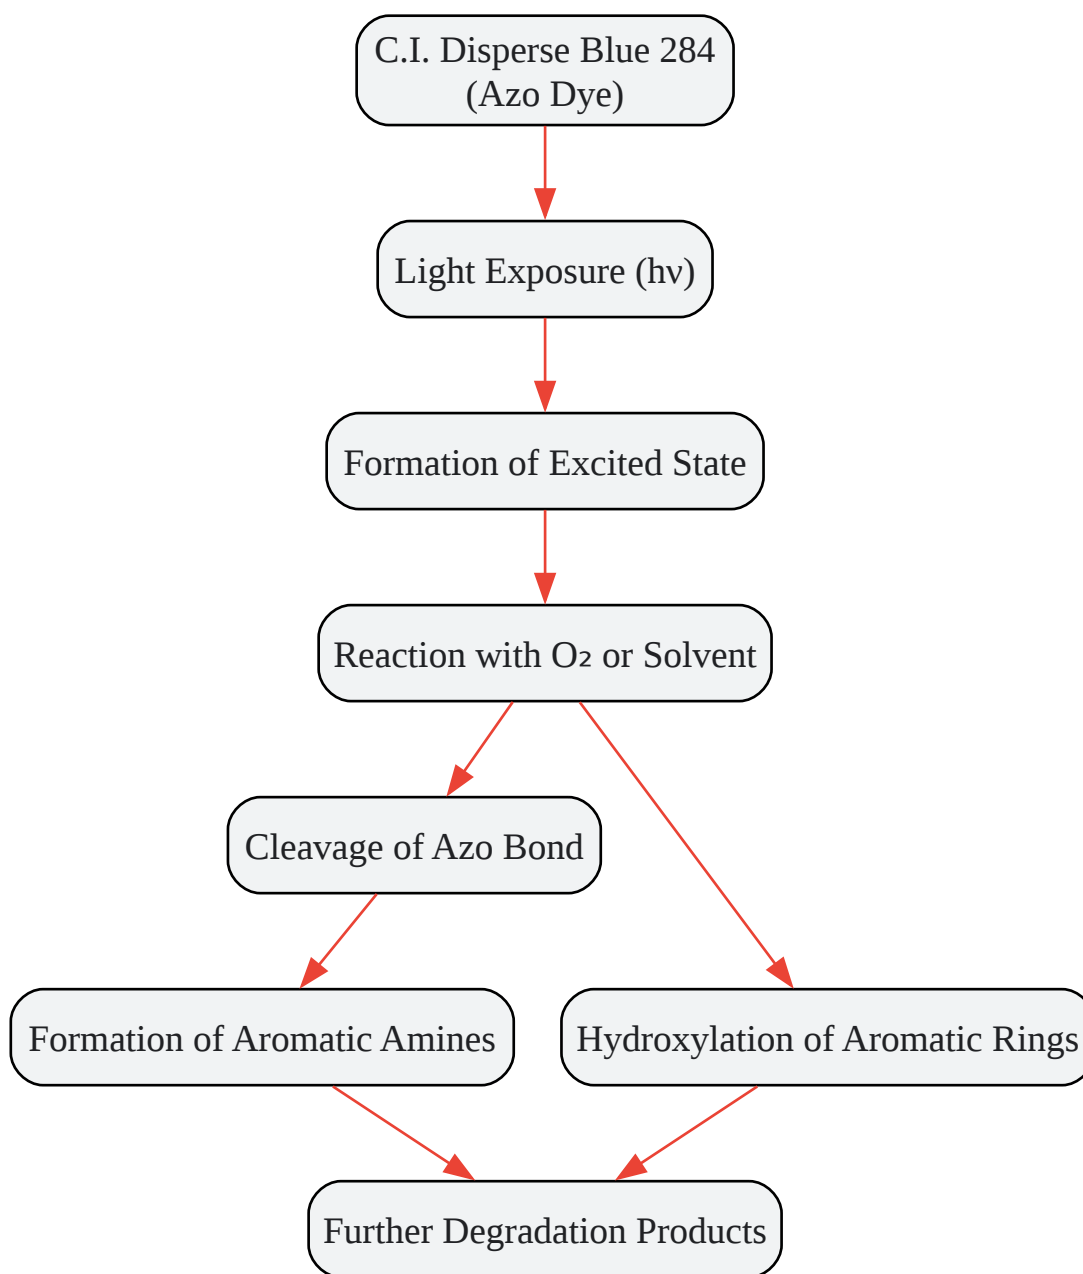 C.I. Disperse Blue 284
(Azo Dye)
Light Exposure (hν)
Formation of Excited State
Reaction with O₂ or Solvent
Cleavage of Azo Bond
Formation of Aromatic Amines
Hydroxylation of Aromatic Rings
Further Degradation Products